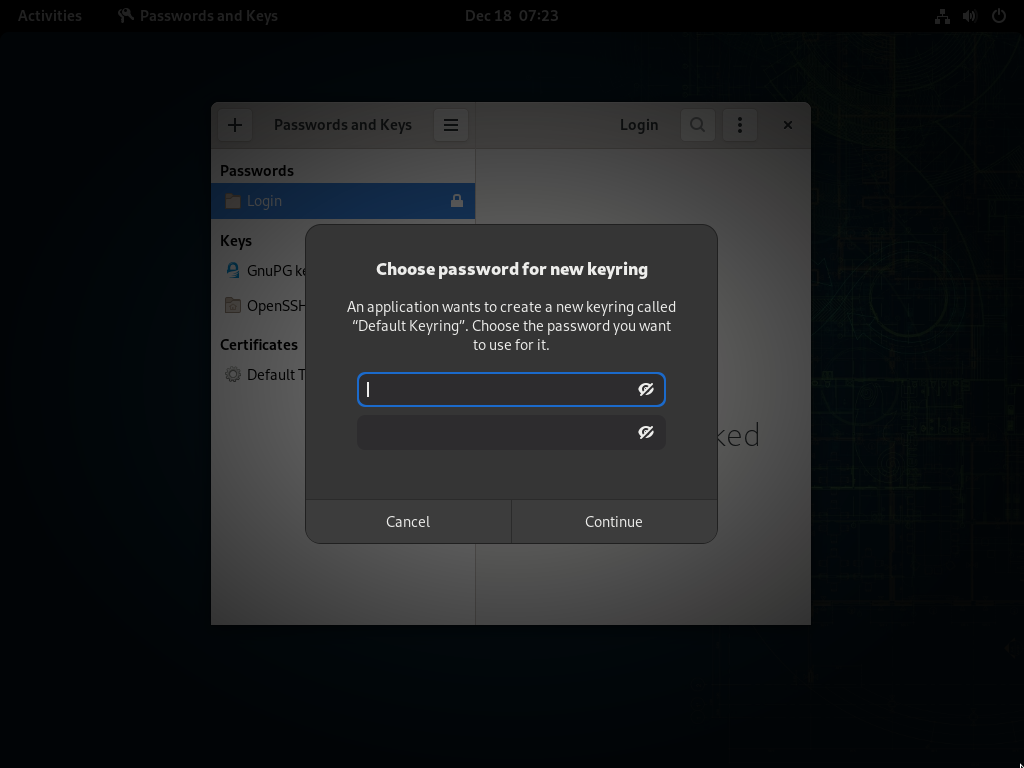 Activities
Passwords and Keys
Dec 18 07:23
Passwords and Keys
Login
Passwords
Login
Keys
GnuPG ke
OpenSSH
Certificates
Default T
ked
Choose password for new keyring
An application wants to create a new keyring called
“Default Keyring”. Choose the password you want
to use for it.
Cancel
Continue